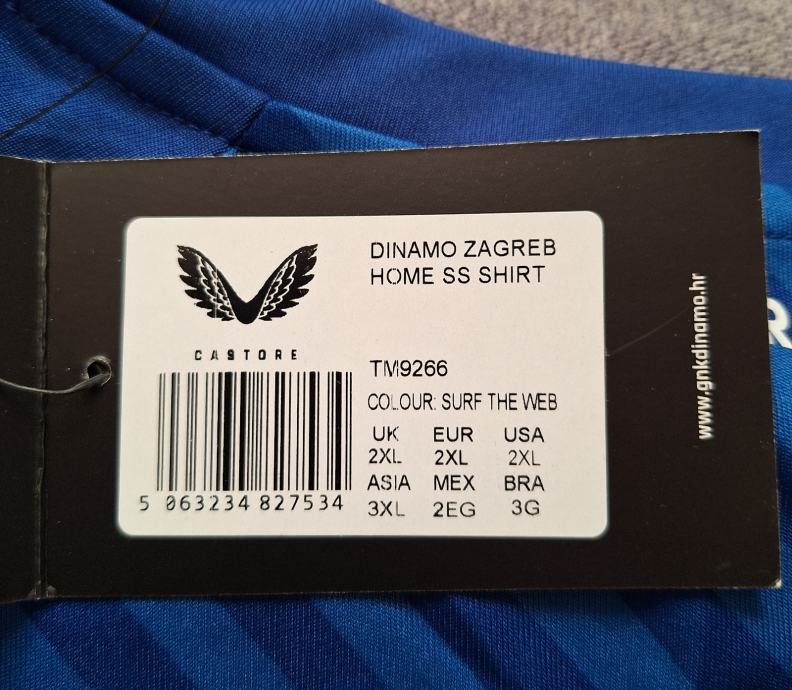 DINAMO ZAGREB
HOME SS SHIRT
CASTORE
TM9266
COLOUR: SURF THE WEB
UK EUR USA
2XL 2XL 2XL
ASIA MEX BRA
3XL 2EG 3G
5 063234 827534
www.gnkdinamo.hr
R